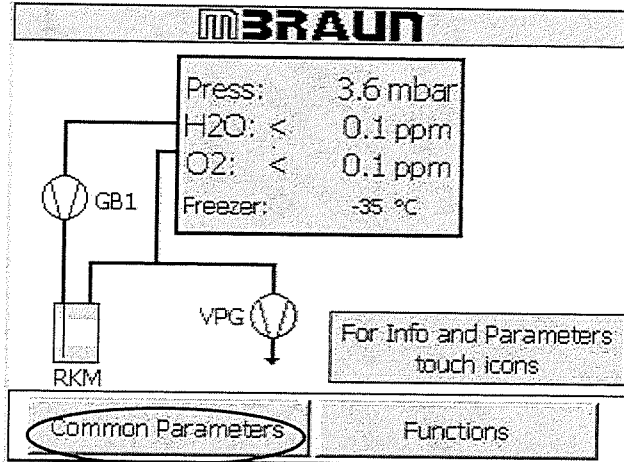 mBRAUN
Press: 3.6 mbar
H2O: < 0.1 ppm
O2: < 0.1 ppm
Freezer: -35 °C
GB1
VPG
RKM
For Info and Parameters
touch icons
Common Parameters
Functions